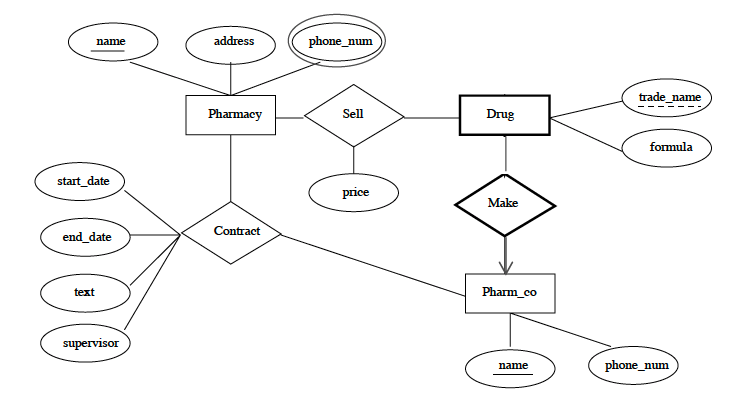 name
address
phone_num
Pharmacy
Sell
Drug
trade_name
formula
price
start_date
end_date
text
supervisor
Contract
Make
Pharm_co
name
phone_num